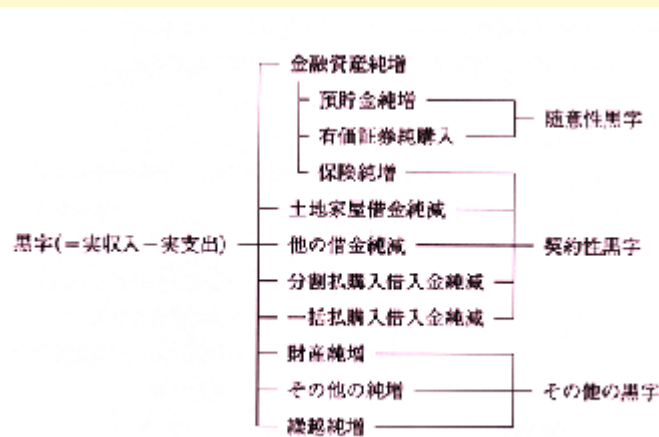 金融資産純増
預貯金純増
随意性黒字
有価証券純購入
保険純増
土地家屋借金純減
黒字(=実収入-実支出)
他の借金純減
契約性黒字
分割払購入借入金純減
一括払購入借入金純減
財産純増
その他の純増
その他の黒字
繰越純増